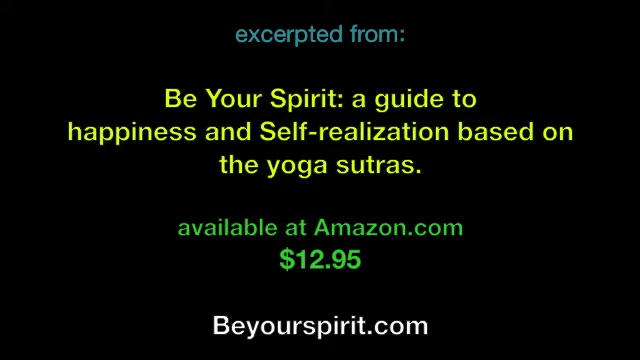 excerpted from:
Be Your Spirit: a guide to
happiness and Self-realization based on
the yoga sutras.
available at Amazon.com
$12.95
Beyourspirit.com